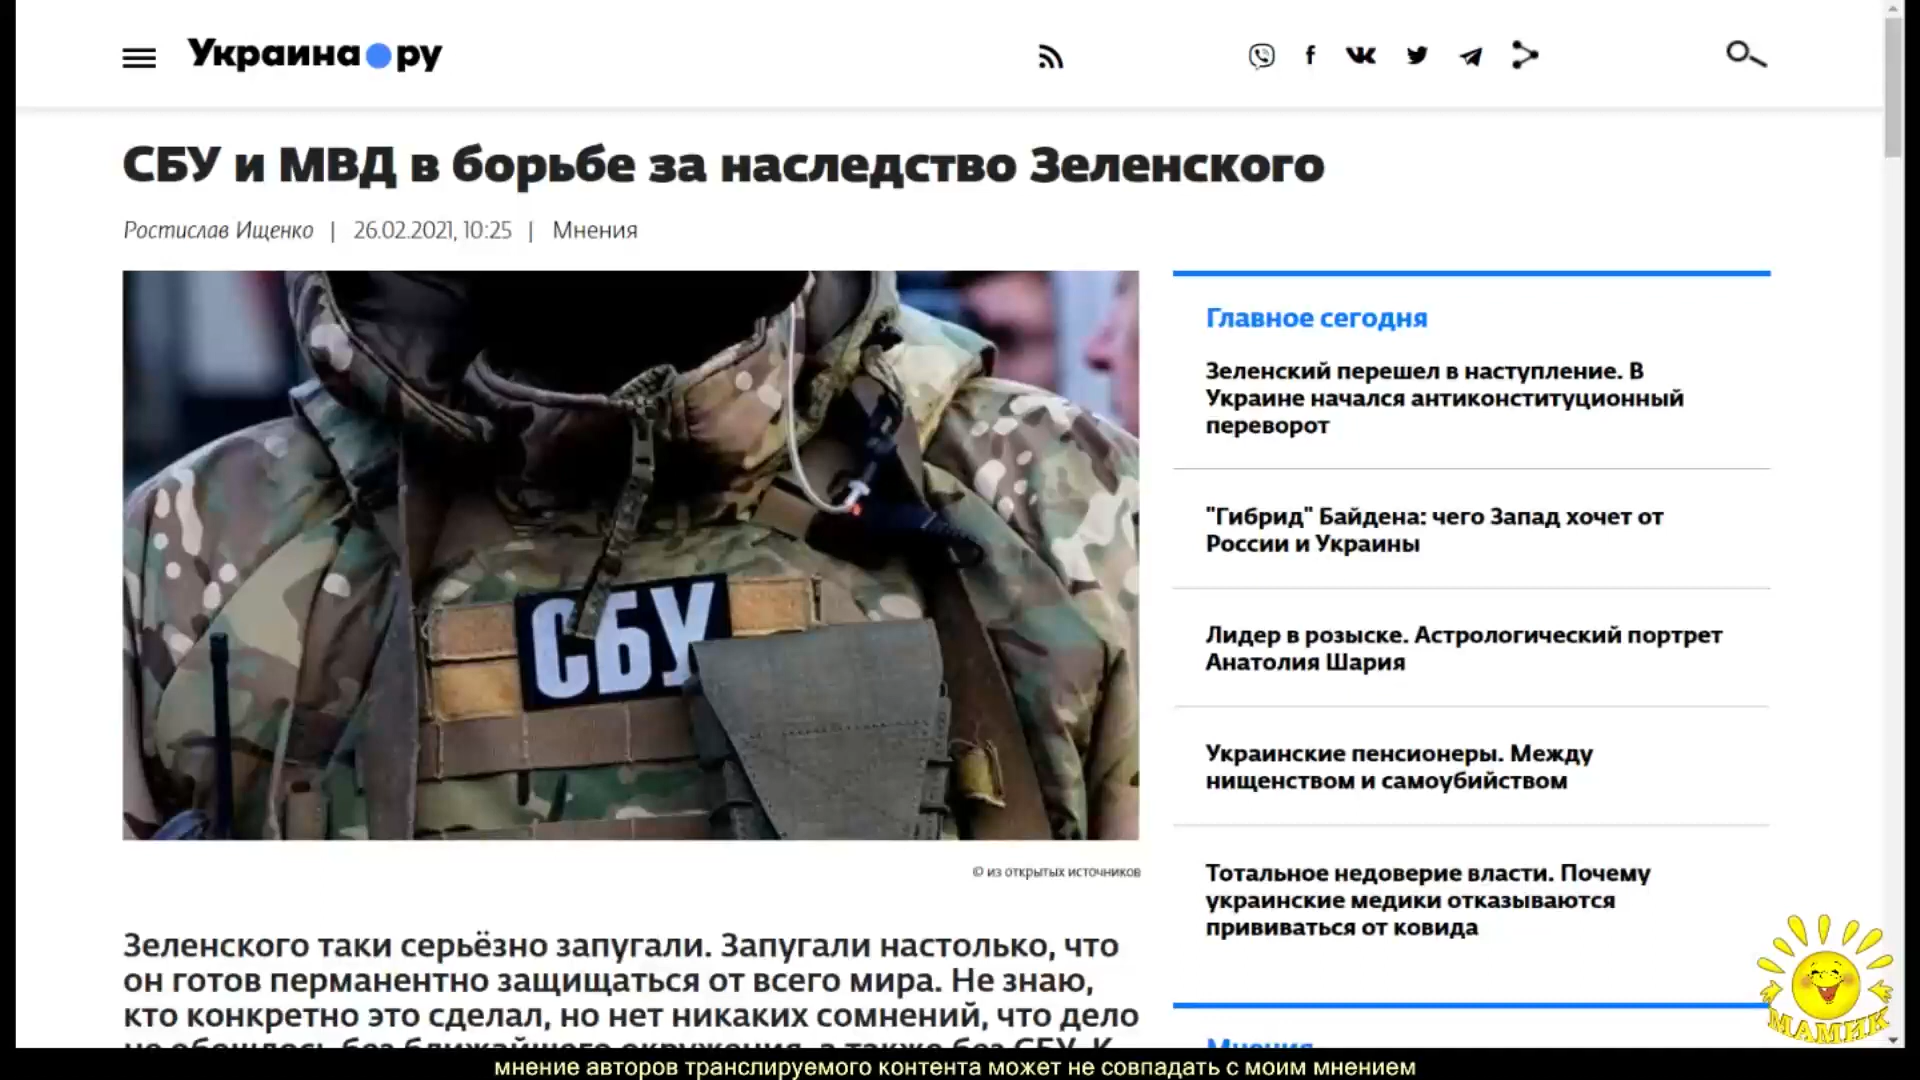 Украина ру
СБУ и МВД в борьбе за наследство Зеленского
Ростислав Ищенко | 26.02.2021, 10:25 | Мнения
СБУ
© из открытых источников
Зеленского таки серьёзно запугали. Запугали настолько, что
он готов перманентно защищаться от всего мира. Не знаю,
кто конкретно это сделал, но нет никаких сомнений, что дело
не обошлось без ближайшего окружения, а также без СБУ. К
Главное сегодня
Зеленский перешел в наступление. В
Украине начался антиконституционный
переворот
"Гибрид" Байдена: чего Запад хочет от
России и Украины
Лидер в розыске. Астрологический портрет
Анатолия Шария
Украинские пенсионеры. Между
нищенством и самоубийством
Тотальное недоверие власти. Почему
украинские медики отказываются
прививаться от ковида
Мнения
МАМИК
мнение авторов транслируемого контента может не совпадать с моим мнением